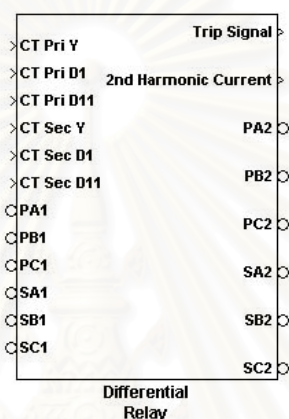 Trip Signal
CT Pri Y
CT Pri D1
2nd Harmonic Current
CT Pri D11
CT Sec Y
PA2
CT Sec D1
PB2
CT Sec D11
PA1
PB1
PC2
PC1
SA2
SA1
SB1
SB2
SC1
SC2
Differential
Relay